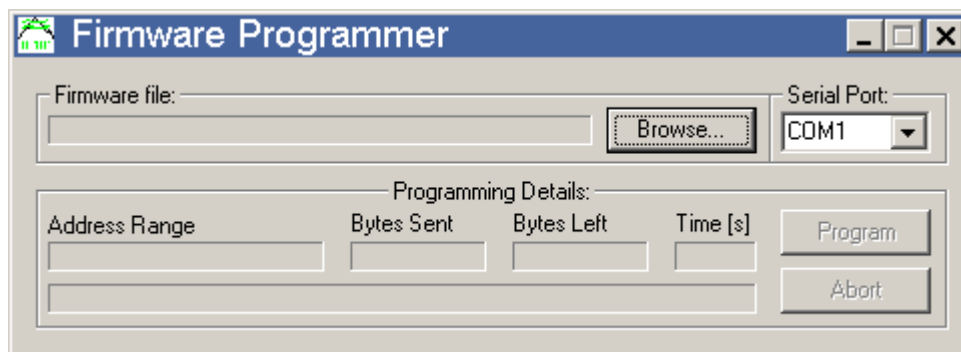 Firmware Programmer
Firmware file:
Serial Port:
Browse...
COM1
Programming Details:
Address Range
Bytes Sent
Bytes Left
Time [s]
Program
Abort